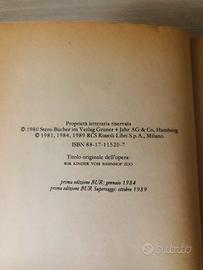 Proprietà letteraria riservata
© 1980 Stern-Bücher im Verlag Gruner + Jahr AG & Co, Hamburg
© 1981, 1984, 1989 RCS Rizzoli Libri S.p.A., Milano
ISBN 88-17-11520-7
Titolo originale dell'opera:
WIR KINDER VOM BAHNHOF ZOO
prima edizione BUR: gennaio 1984
prima edizione BUR Supersaggi: ottobre 1989
subito